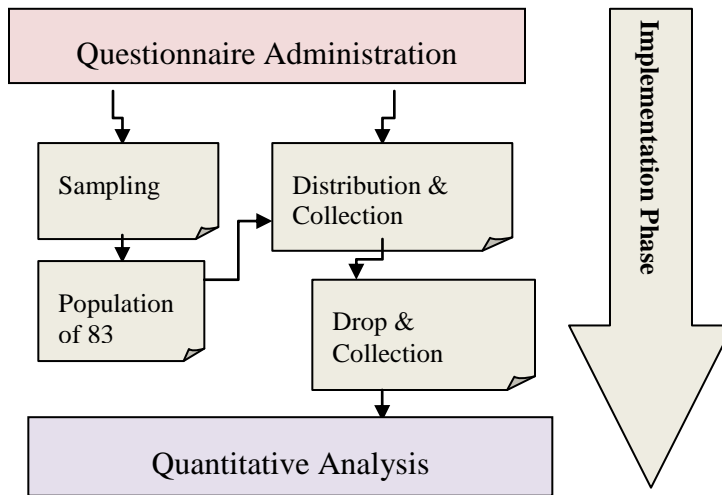 Questionnaire Administration
Implementation Phase
Sampling
Distribution &
Collection
Population
of 83
Drop &
Collection
Quantitative Analysis